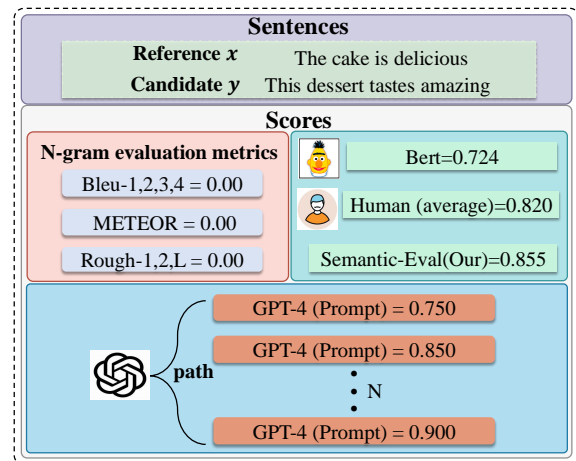 Sentences
Reference x The cake is delicious
Candidate y This dessert tastes amazing
Scores
N-gram evaluation metrics
Bleu-1,2,3,4 = 0.00
METEOR = 0.00
Rough-1,2,L = 0.00
Bert=0.724
Human (average)=0.820
Semantic-Eval(Our)=0.855
path
GPT-4 (Prompt) = 0.750
GPT-4 (Prompt) = 0.850
N
GPT-4 (Prompt) = 0.900